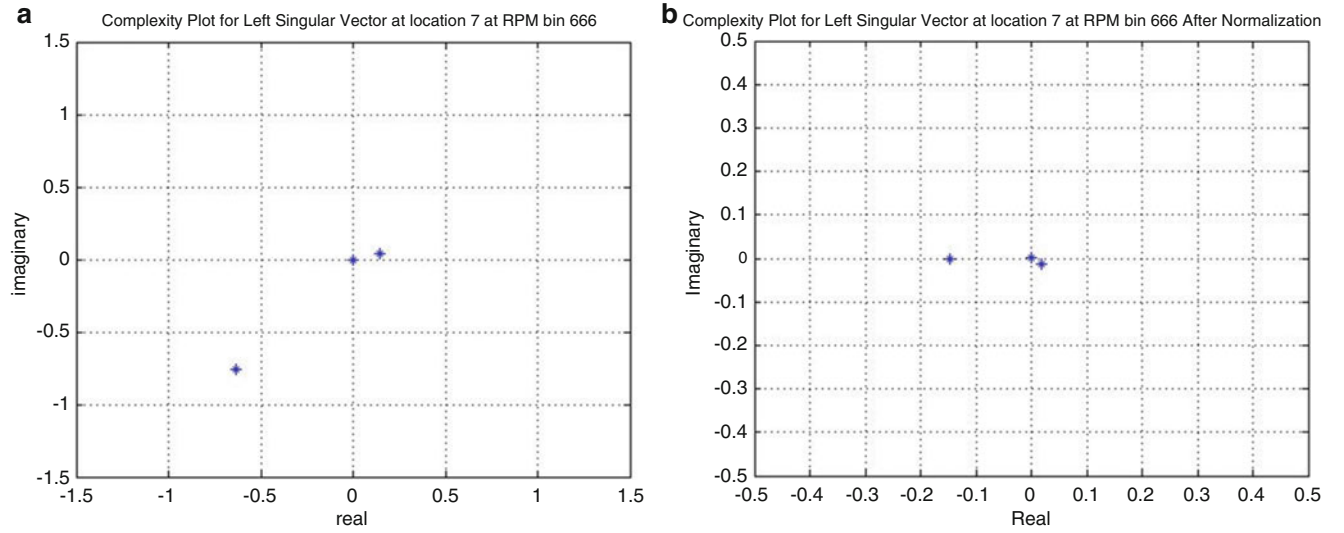 a
Complexity Plot for Left Singular Vector at location 7 at RPM bin 666
1.5
1
0.5
0
-0.5
-1
-1.5
imaginary
-1.5 -1 -0.5 0 0.5 1 1.5
real
b
Complexity Plot for Left Singular Vector at location 7 at RPM bin 666 After Normalization
0.5
0.4
0.3
0.2
0.1
0
-0.1
-0.2
-0.3
-0.4
-0.5
Imaginary
-0.5 -0.4 -0.3 -0.2 -0.1 0 0.1 0.2 0.3 0.4 0.5
Real